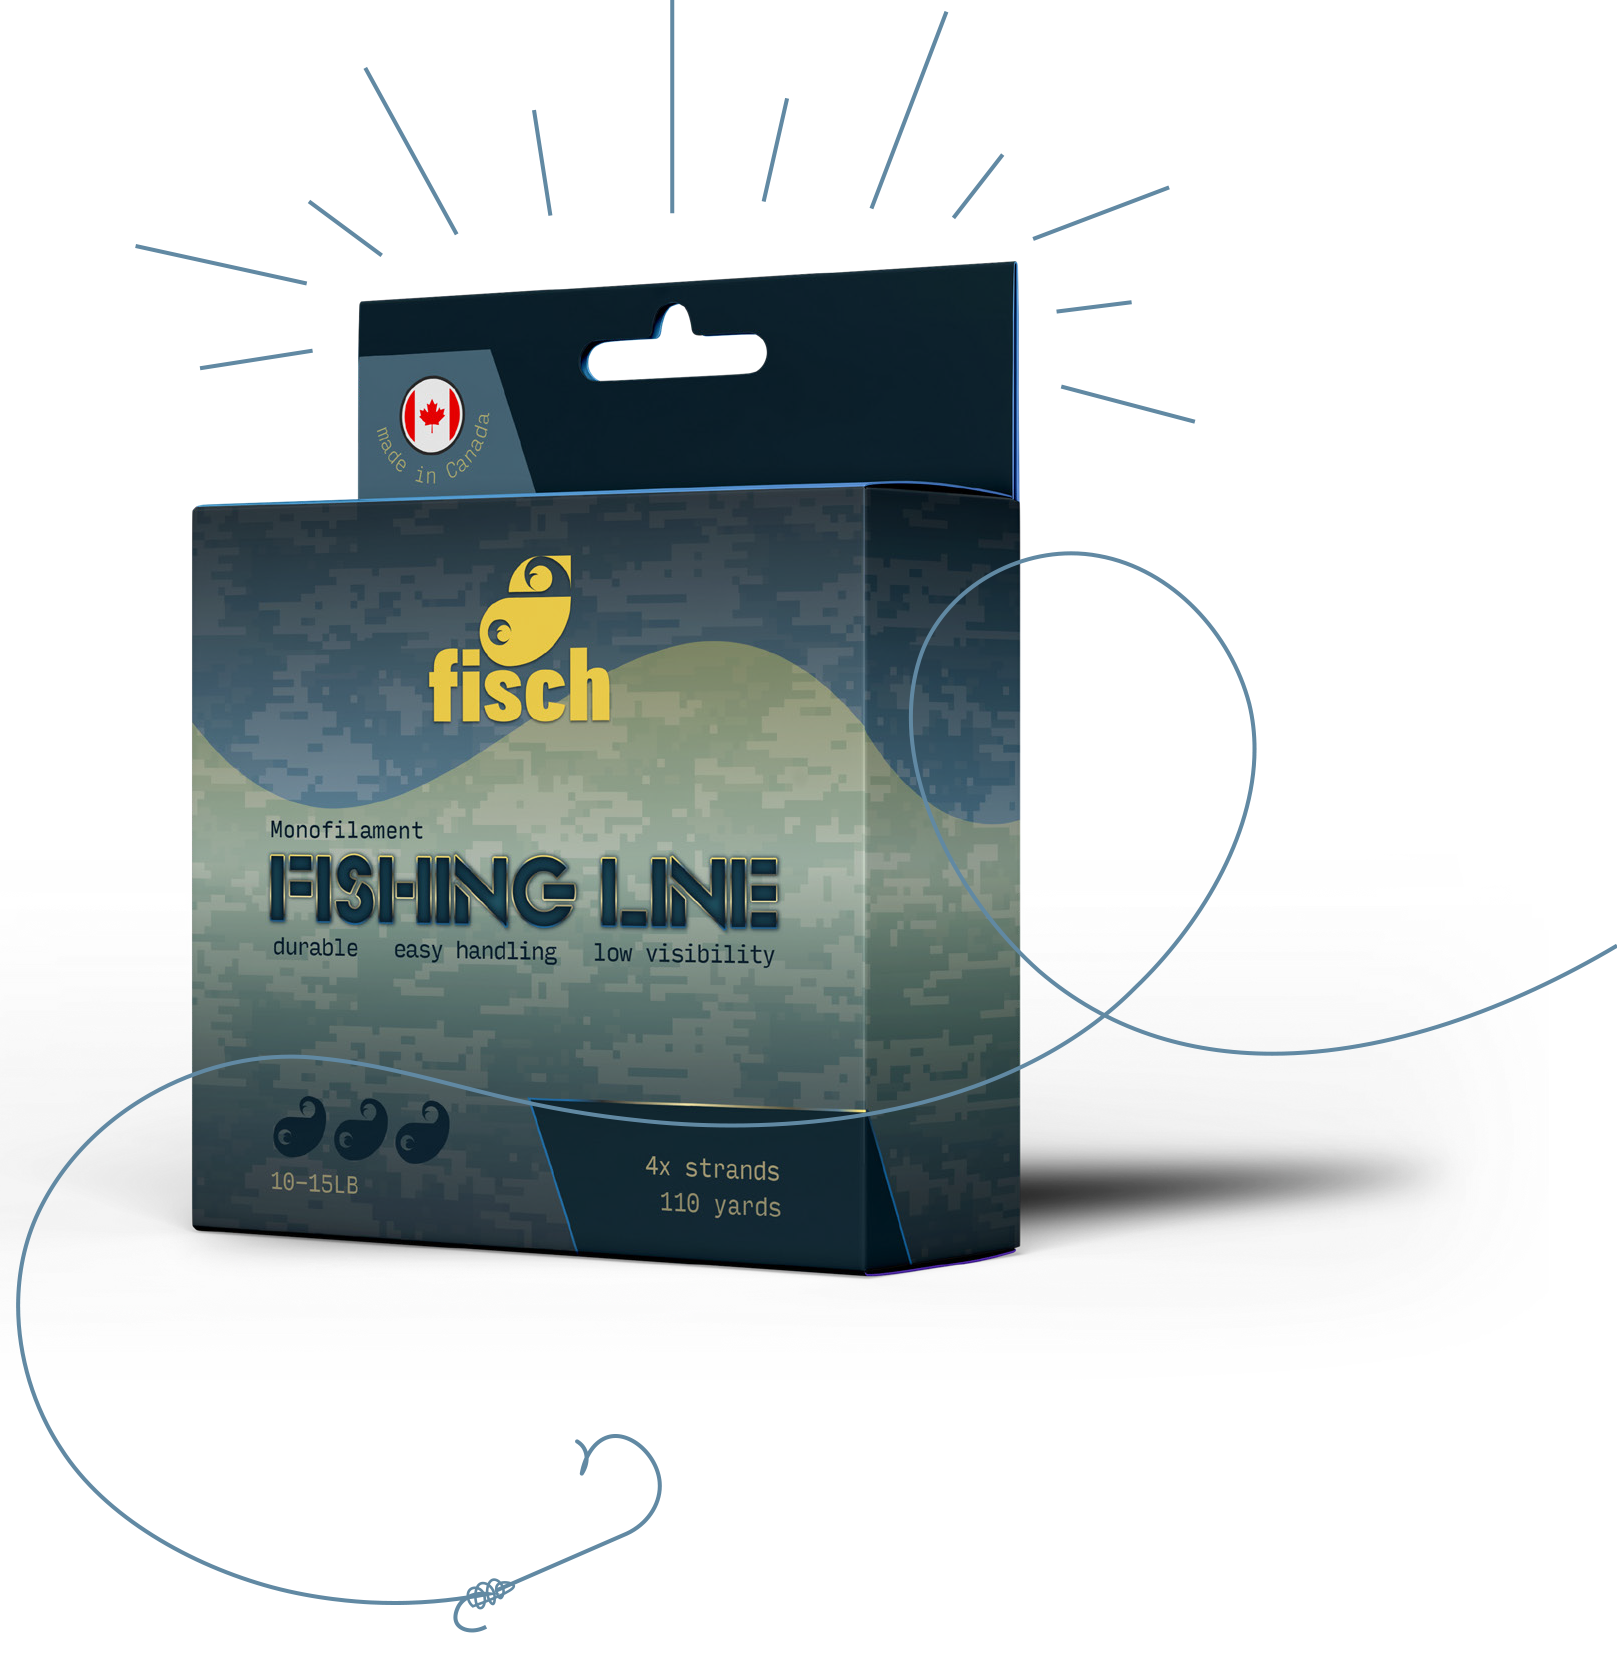 made in Canada
fisch
Monofilament
FISHING LINE
durable easy handling low visibility
10-15LB
4x strands
110 yards